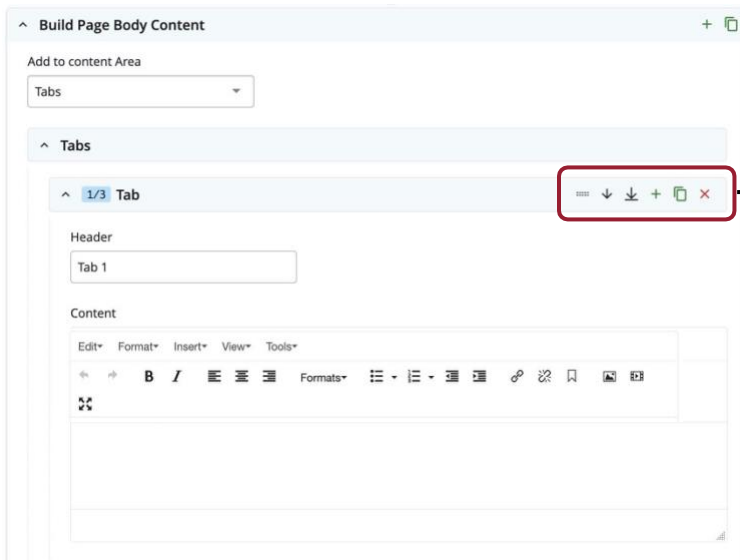 Build Page Body Content
Add to content Area
Tabs
Tabs
1/3 Tab
Header
Tab 1
Content
Edit Format Insert View Tools
B I Formats